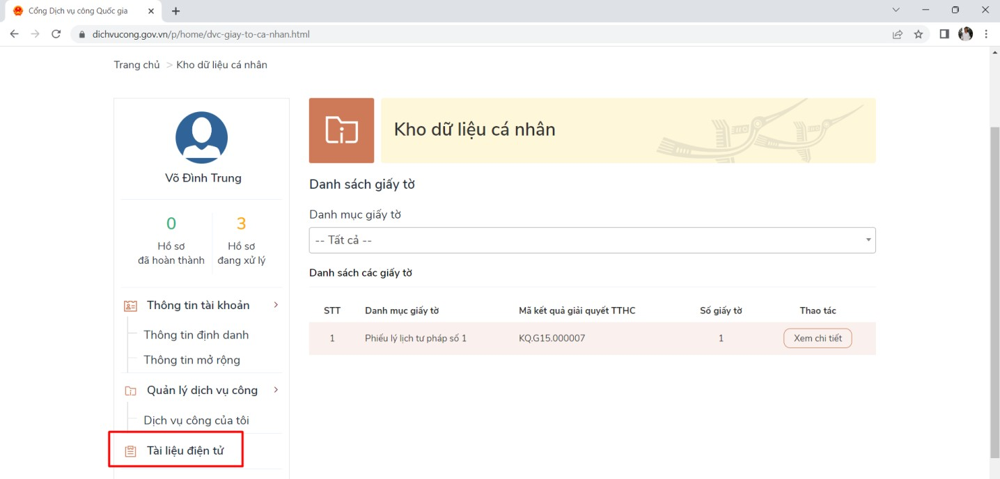 Cổng Dịch vụ công Quốc gia
dichvucong.gov.vn/p/home/dvc-giay-to-ca-nhan.html
Trang chủ > Kho dữ liệu cá nhân
Võ Đình Trung
0
Hồ sơ
đã hoàn thành
3
Hồ sơ
đang xử lý
Thông tin tài khoản
Thông tin định danh
Thông tin mở rộng
Quản lý dịch vụ công
Dịch vụ công của tôi
Tài liệu điện tử
Kho dữ liệu cá nhân
Danh sách giấy tờ
Danh mục giấy tờ
-- Tất cả --
Danh sách các giấy tờ
STT Danh mục giấy tờ Mã kết quả giải quyết TTHC Số giấy tờ Thao tác
1 Phiếu lý lịch tư pháp số 1 KQ.G15.000007 1 Xem chi tiết